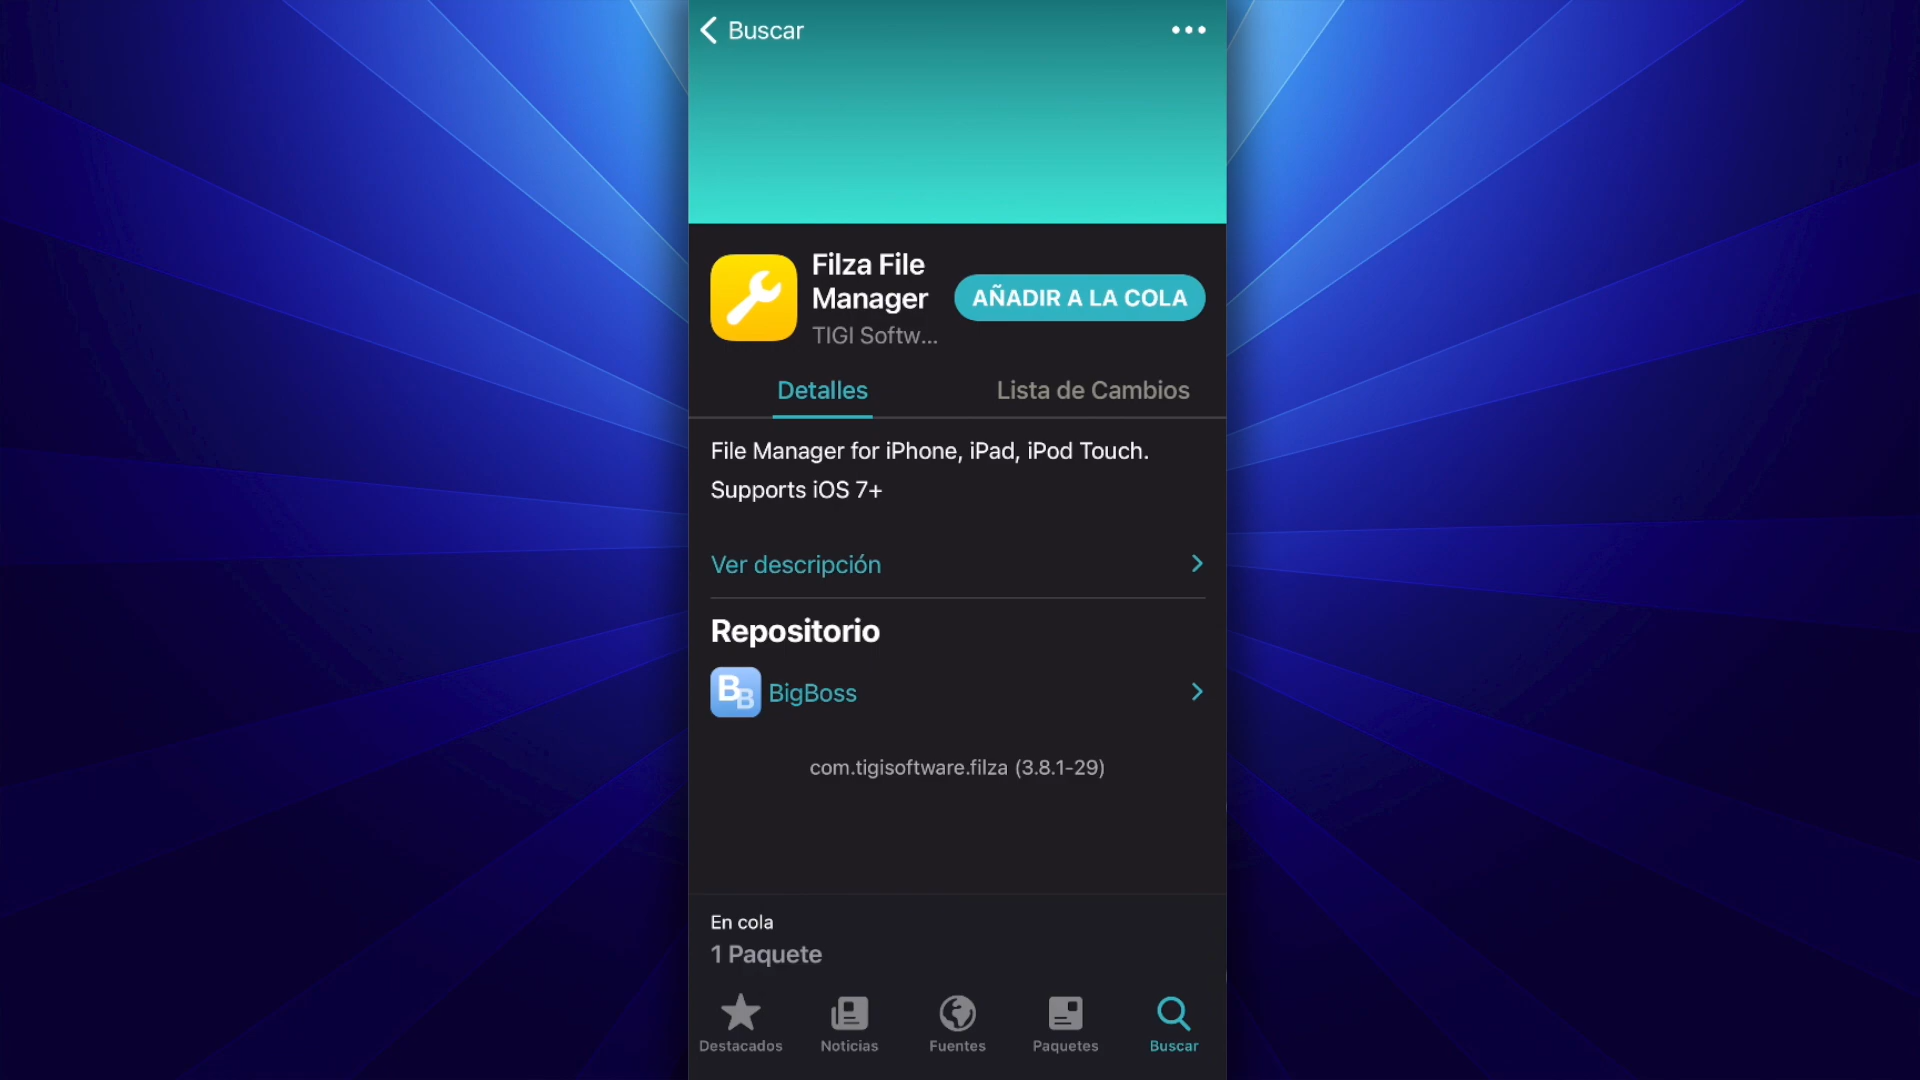 Buscar
Filza File
Manager
AÑADIR A LA COLA
TIGI Softw...
Detalles
Lista de Cambios
File Manager for iPhone, iPad, iPod Touch.
Supports iOS 7+
Ver descripción
Repositorio
BB
BigBoss
com.tigisoftware.filza (3.8.1-29)
En cola
1 Paquete
Destacados
Noticias
Fuentes
Paquetes
Buscar